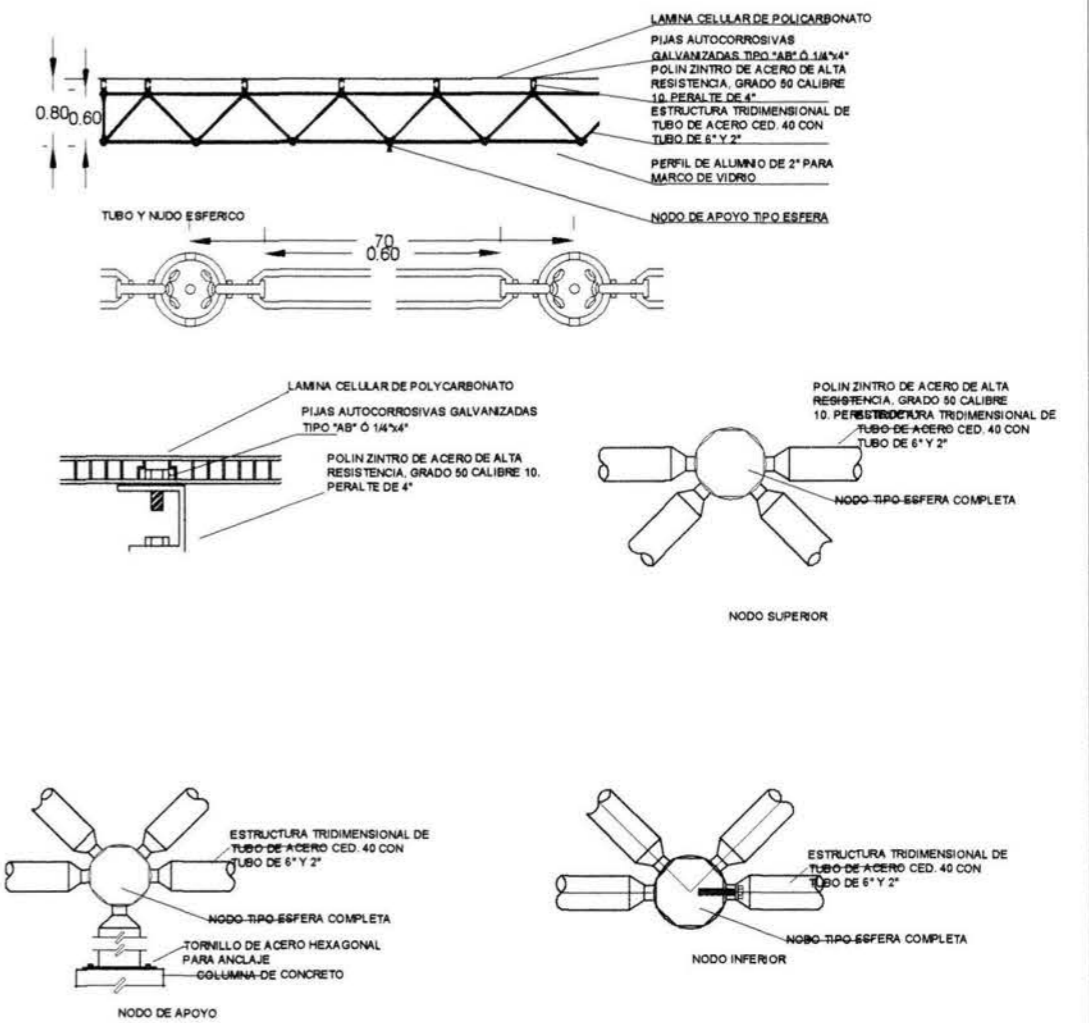 LAMINA CELULAR DE POLICARBONATO
PIJAS AUTOCORROSIVAS
GALVANIZADAS TIPO "AB" Ó 1/4"x4"
POLIN ZINTRO DE ACERO DE ALTA
RESISTENCIA, GRADO 50 CALIBRE
10. PERALTE DE 4"
ESTRUCTURA TRIDIMENSIONAL DE
TUBO DE ACERO CED. 40 CON
TUBO DE 6" Y 2"
PERFIL DE ALUMNIO DE 2" PARA
MARCO DE VIDRIO
NODO DE APOYO TIPO ESFERA
0.80
0.60
TUBO Y NUDO ESFERICO
.70
0.60
LAMINA CELULAR DE POLYCARBONATO
PIJAS AUTOCORROSIVAS GALVANIZADAS
TIPO "AB" Ó 1/4"x4"
POLIN ZINTRO DE ACERO DE ALTA
RESISTENCIA, GRADO 50 CALIBRE 10.
PERALTE DE 4"
POLIN ZINTRO DE ACERO DE ALTA
RESISTENCIA, GRADO 50 CALIBRE
10.
ESTRUCTURA TRIDIMENSIONAL DE
TUBO DE ACERO CED. 40 CON
TUBO DE 6" Y 2"
NODO TIPO ESFERA COMPLETA
NODO SUPERIOR
ESTRUCTURA TRIDIMENSIONAL DE
TUBO DE ACERO CED. 40 CON
TUBO DE 6" Y 2"
NODO TIPO ESFERA COMPLETA
TORNILLO DE ACERO HEXAGONAL
PARA ANCLAJE
COLUMNA DE CONCRETO
NODO DE APOYO
ESTRUCTURA TRIDIMENSIONAL DE
TUBO DE ACERO CED. 40 CON
TUBO DE 6" Y 2"
NODO TIPO ESFERA COMPLETA
NODO INFERIOR